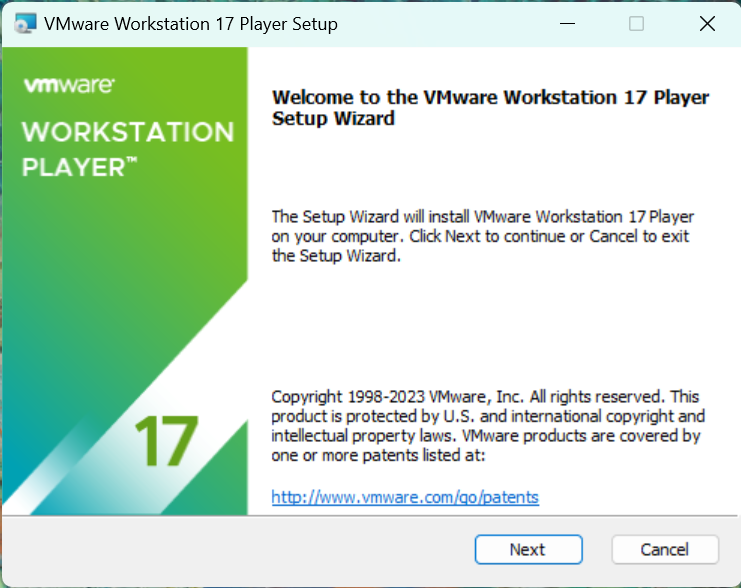 VMware Workstation 17 Player Setup
vmware®
WORKSTATION
PLAYER™
17
Welcome to the VMware Workstation 17 Player
Setup Wizard
The Setup Wizard will install VMware Workstation 17 Player
on your computer. Click Next to continue or Cancel to exit
the Setup Wizard.
Copyright 1998-2023 VMware, Inc. All rights reserved. This
product is protected by U.S. and international copyright and
intellectual property laws. VMware products are covered by
one or more patents listed at:
http://www.vmware.com/go/patents
Next
Cancel